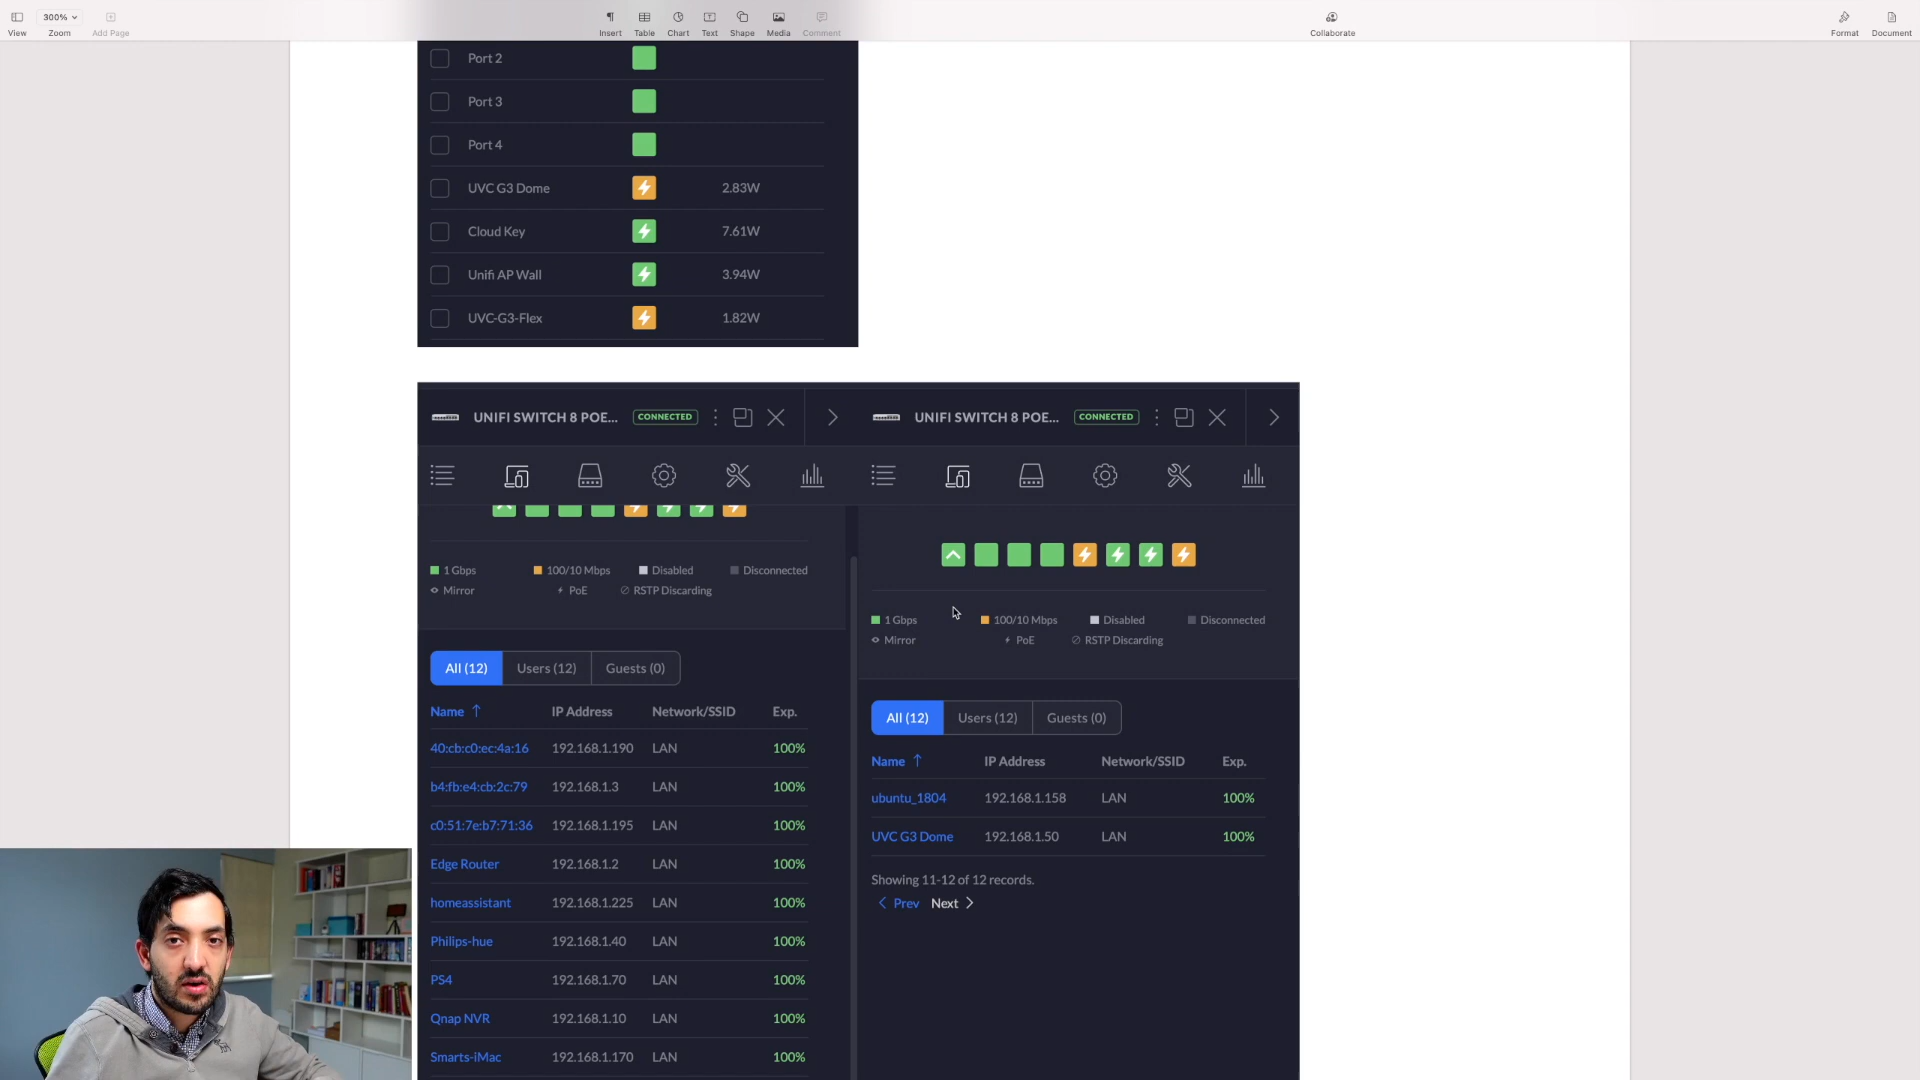 300%
View
Zoom
Add Page
Insert
Table
Chart
Text
Shape
Media
Comment
Collaborate
Format
Document
Port 2
Port 3
Port 4
UVC G3 Dome 2.83W
Cloud Key 7.61W
Unifi AP Wall 3.94W
UVC-G3-Flex 1.82W
UNIFI SWITCH 8 POE... CONNECTED
1 Gbps 100/10 Mbps Disabled Disconnected
Mirror PoE RSTP Discarding
All (12) Users (12) Guests (0)
Name ↑ IP Address Network/SSID Exp.
40:cb:c0:ec:4a:16 192.168.1.190 LAN 100%
b4:fb:e4:cb:2c:79 192.168.1.3 LAN 100%
c0:51:7e:b7:71:36 192.168.1.195 LAN 100%
Edge Router 192.168.1.2 LAN 100%
homeassistant 192.168.1.225 LAN 100%
Philips-hue 192.168.1.40 LAN 100%
PS4 192.168.1.70 LAN 100%
Qnap NVR 192.168.1.10 LAN 100%
Smarts-iMac 192.168.1.170 LAN 100%
UNIFI SWITCH 8 POE... CONNECTED
1 Gbps 100/10 Mbps Disabled Disconnected
Mirror PoE RSTP Discarding
All (12) Users (12) Guests (0)
Name ↑ IP Address Network/SSID Exp.
ubuntu_1804 192.168.1.158 LAN 100%
UVC G3 Dome 192.168.1.50 LAN 100%
Showing 11-12 of 12 records.
Prev Next